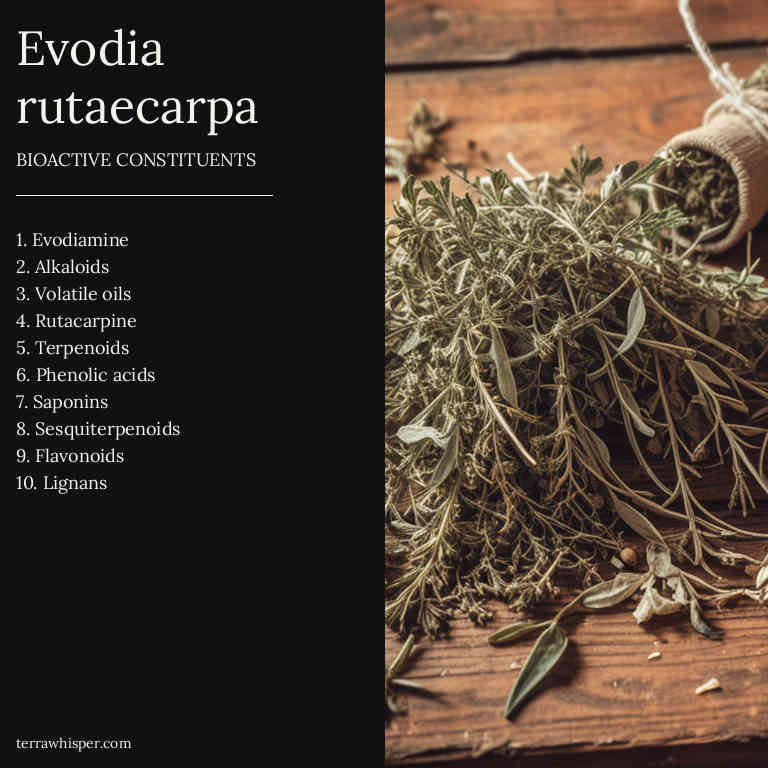 Evodia
rutaecarpa
BIOACTIVE CONSTITUENTS
1. Evodiamine
2. Alkaloids
3. Volatile oils
4. Rutacarpine
5. Terpenoids
6. Phenolic acids
7. Saponins
8. Sesquiterpenoids
9. Flavonoids
10. Lignans
terrawhisper.com